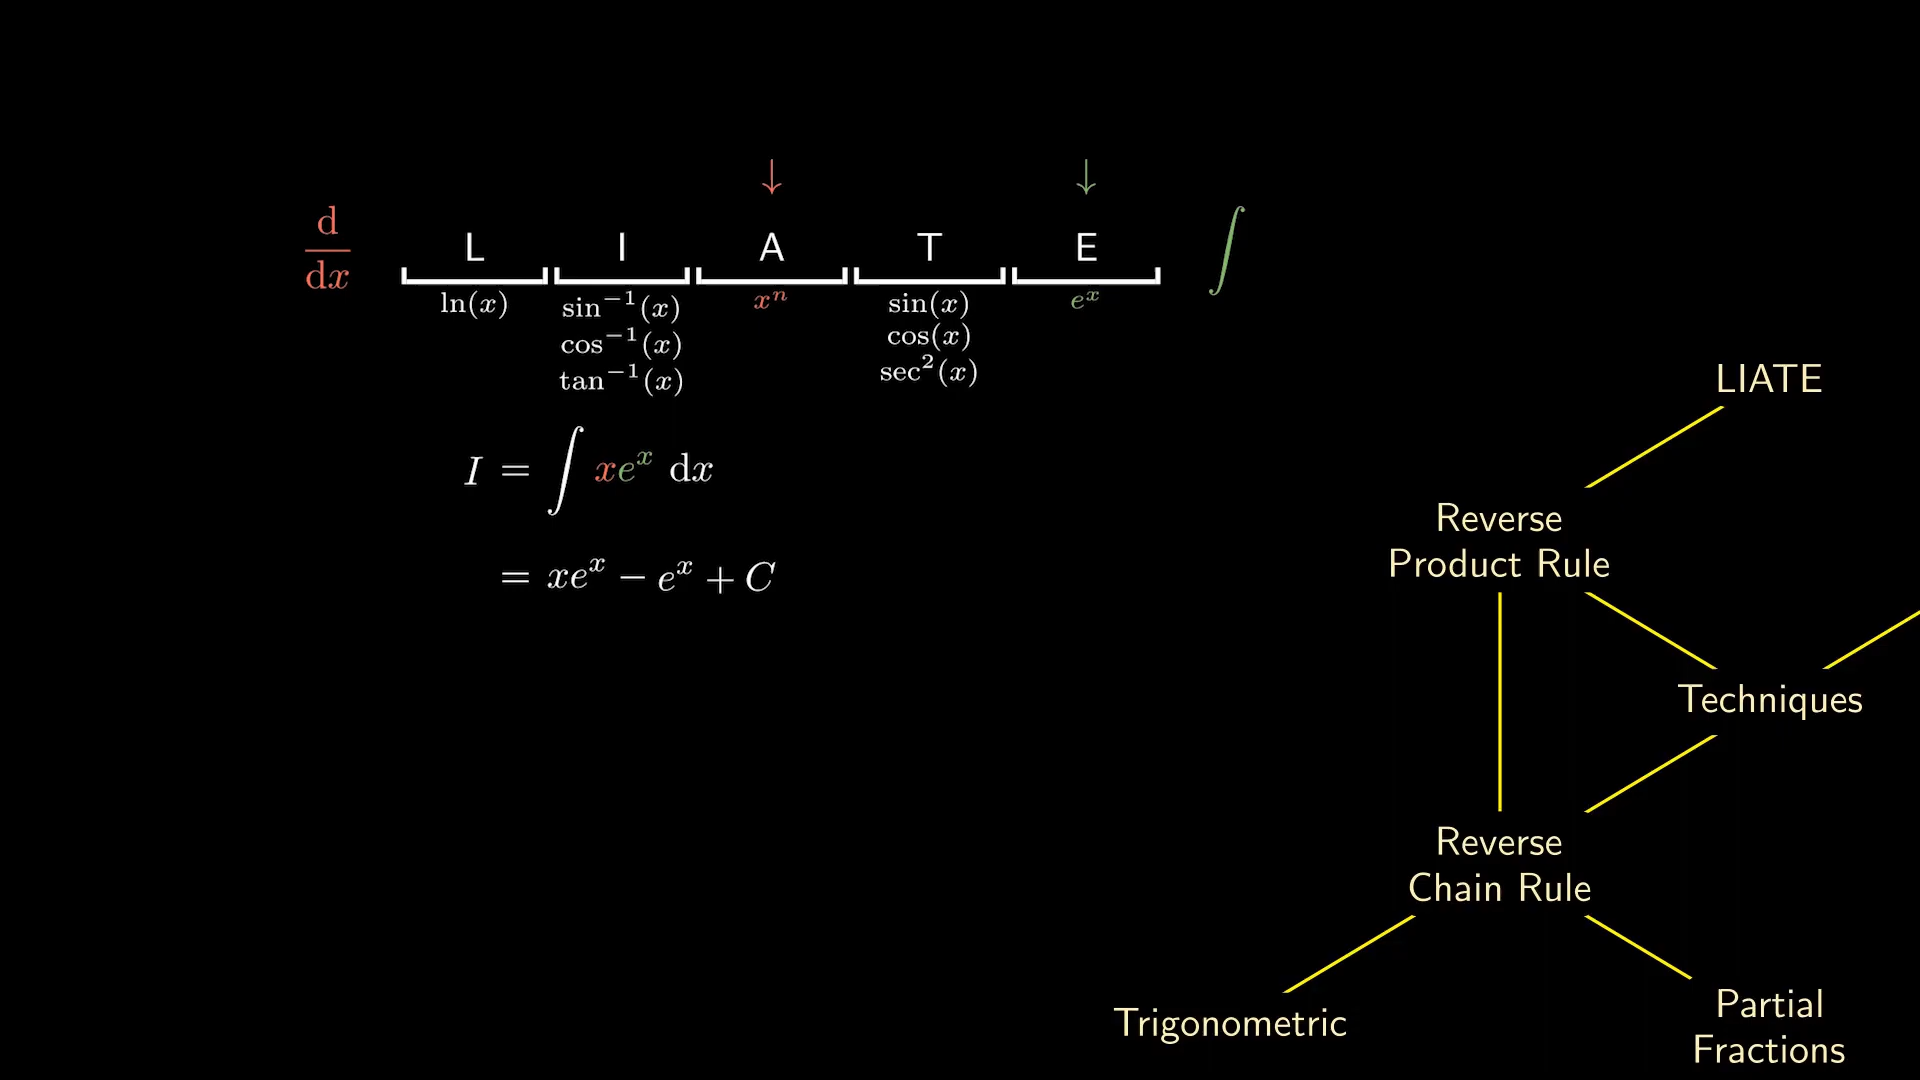 ↓ ↓
d/dx L I A T E ∫
ln(x) sin⁻¹(x) xⁿ sin(x) eˣ
cos⁻¹(x) cos(x)
tan⁻¹(x) sec²(x)
I = ∫ xeˣ dx
= xeˣ − eˣ + C
LIATE
Reverse
Product Rule
Techniques
Reverse
Chain Rule
Trigonometric
Partial
Fractions